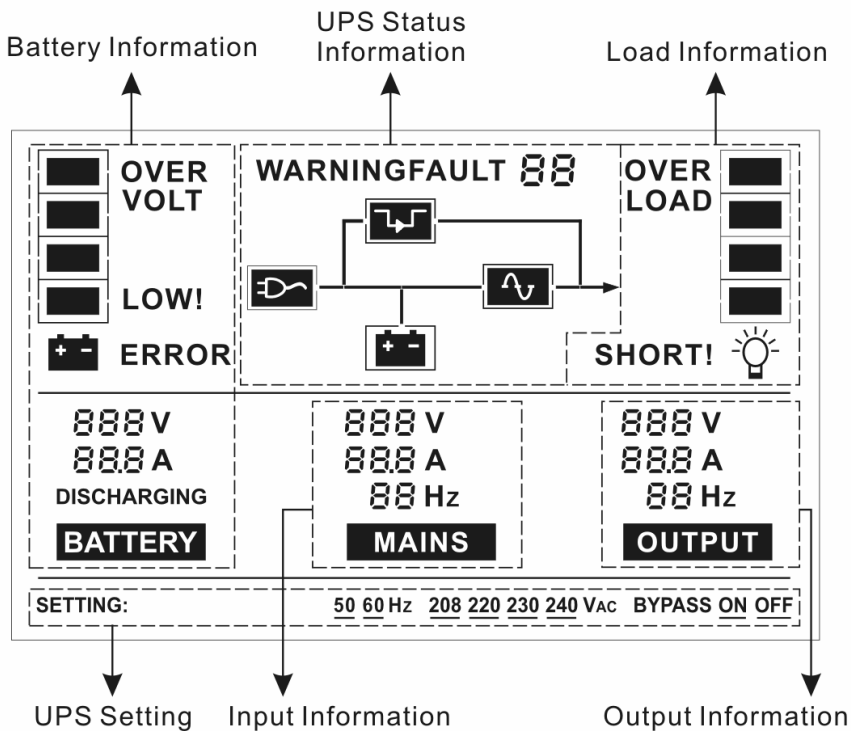 UPS Status
Information
Battery Information
Load Information
OVER
VOLT
LOW!
+ -
ERROR
WARNINGFAULT 88
+ -
OVER
LOAD
SHORT!
888 V
88.8 A
DISCHARGING
BATTERY
888 V
88.8 A
88 Hz
MAINS
888 V
88.8 A
88 Hz
OUTPUT
SETTING: 50 60 Hz 208 220 230 240 VAC BYPASS ON OFF
UPS Setting
Input Information
Output Information